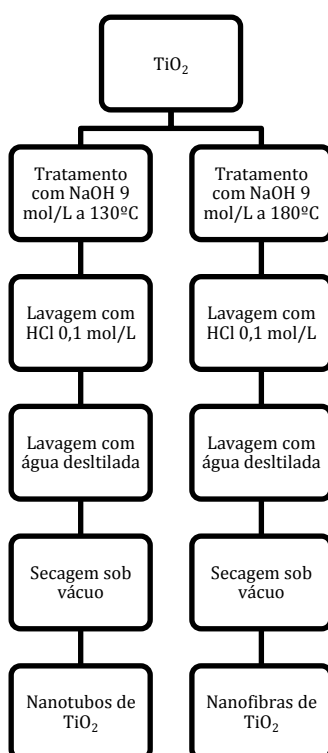 TiO₂
Tratamento
com NaOH 9
mol/L a 130ºC
Tratamento
com NaOH 9
mol/L a 180ºC
Lavagem com
HCl 0,1 mol/L
Lavagem com
HCl 0,1 mol/L
Lavagem com
água desltilada
Lavagem com
água desltilada
Secagem sob
vácuo
Secagem sob
vácuo
Nanotubos de
TiO₂
Nanofibras de
TiO₂